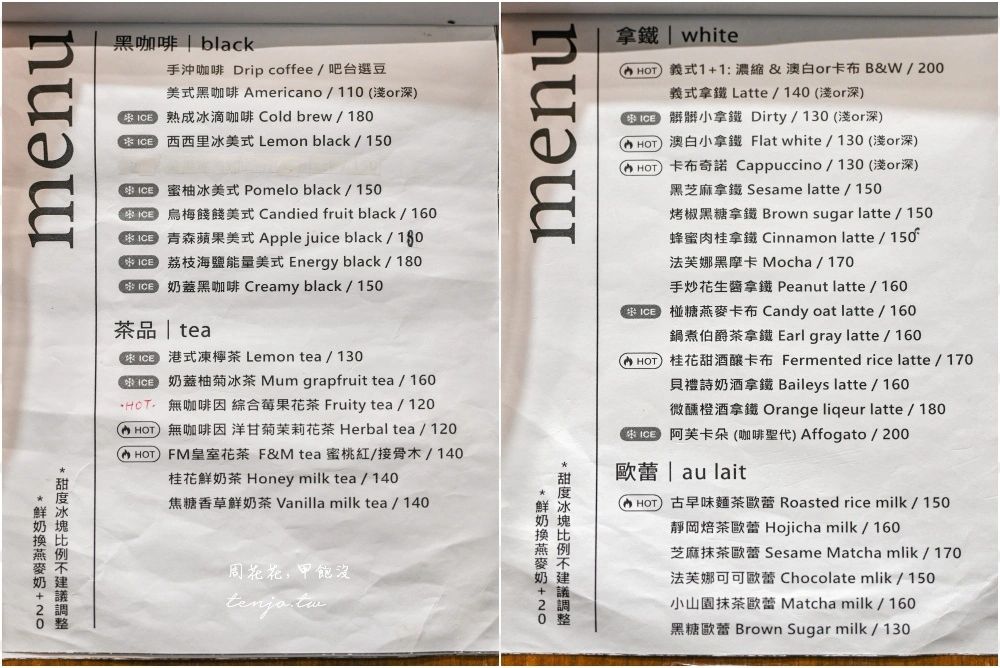 menu
黑咖啡｜black
手沖咖啡 Drip coffee / 吧台選豆
美式黑咖啡 Americano / 110 (淺or深)
ICE 熟成冰滴咖啡 Cold brew / 180
ICE 西西里冰美式 Lemon black / 150
ICE 蜜柚冰美式 Pomelo black / 150
ICE 烏梅餞餞美式 Candied fruit black / 160
ICE 青森蘋果美式 Apple juice black / 180
ICE 荔枝海鹽能量美式 Energy black / 180
ICE 奶蓋黑咖啡 Creamy black / 150
茶品｜tea
ICE 港式凍檸茶 Lemon tea / 130
ICE 奶蓋柚菊冰茶 Mum grapfruit tea / 160
·HOT· 無咖啡因 綜合莓果花茶 Fruity tea / 120
HOT 無咖啡因 洋甘菊茉莉花茶 Herbal tea / 120
HOT FM皇室花茶 F&M tea 蜜桃紅/接骨木 / 140
桂花鮮奶茶 Honey milk tea / 140
焦糖香草鮮奶茶 Vanilla milk tea / 140
*甜度冰塊比例不建議調整
*鮮奶換燕麥奶+20
周花花，甲飽沒
tenjo.tw
menu
拿鐵｜white
HOT 義式1+1: 濃縮 & 澳白or卡布 B&W / 200
義式拿鐵 Latte / 140 (淺or深)
ICE 髒髒小拿鐵 Dirty / 130 (淺or深)
HOT 澳白小拿鐵 Flat white / 130 (淺or深)
HOT 卡布奇諾 Cappuccino / 130 (淺or深)
黑芝麻拿鐵 Sesame latte / 150
烤椒黑糖拿鐵 Brown sugar latte / 150
蜂蜜肉桂拿鐵 Cinnamon latte / 150
法芙娜黑摩卡 Mocha / 170
手炒花生醬拿鐵 Peanut latte / 160
ICE 椪糖燕麥卡布 Candy oat latte / 160
鍋煮伯爵茶拿鐵 Earl gray latte / 160
HOT 桂花甜酒釀卡布 Fermented rice latte / 170
貝禮詩奶酒拿鐵 Baileys latte / 160
微醺橙酒拿鐵 Orange liqeur latte / 180
ICE 阿芙卡朵 (咖啡聖代) Affogato / 200
歐蕾｜au lait
HOT 古早味麵茶歐蕾 Roasted rice milk / 150
靜岡焙茶歐蕾 Hojicha milk / 160
芝麻抹茶歐蕾 Sesame Matcha mlik / 170
法芙娜可可歐蕾 Chocolate mlik / 150
小山園抹茶歐蕾 Matcha milk / 160
黑糖歐蕾 Brown Sugar milk / 130
*甜度冰塊比例不建議調整
*鮮奶換燕麥奶+20